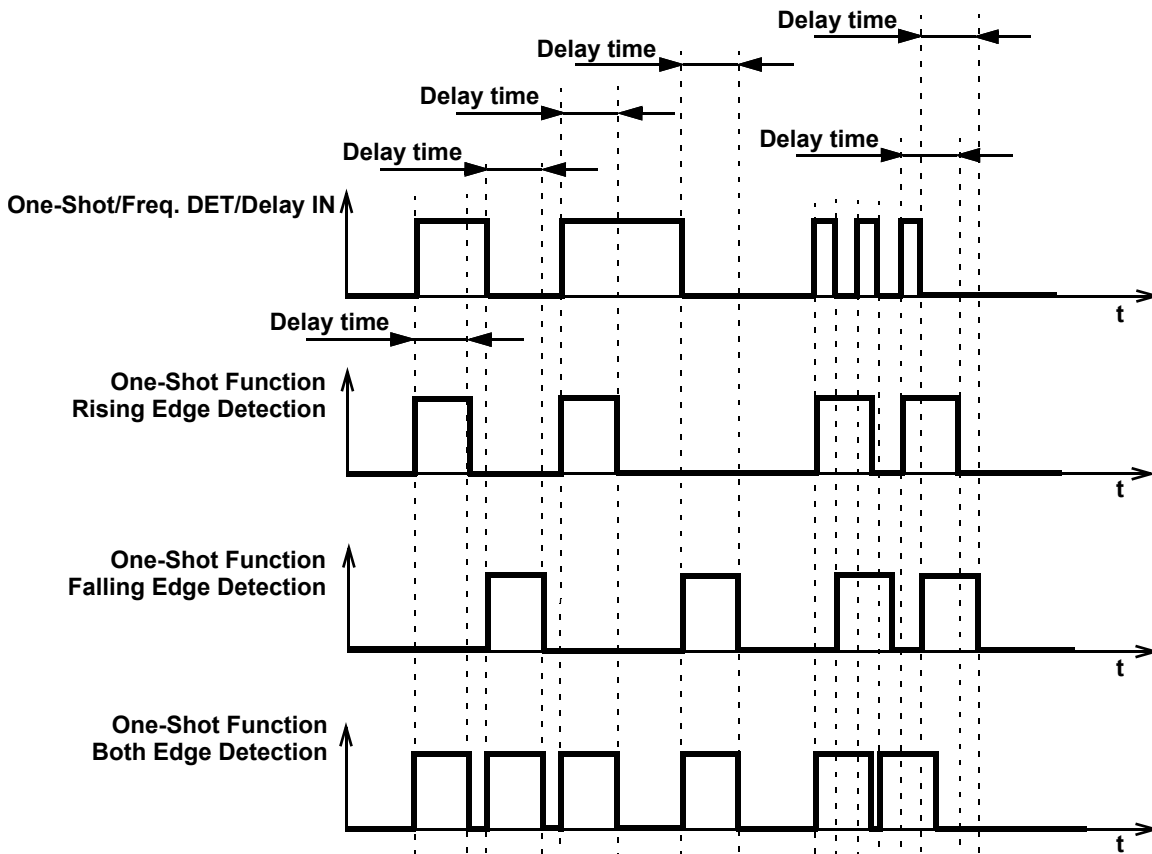 Delay time
Delay time
Delay time
Delay time
Delay time
One-Shot/Freq. DET/Delay IN
t
Delay time
One-Shot Function
Rising Edge Detection
t
One-Shot Function
Falling Edge Detection
t
One-Shot Function
Both Edge Detection
t